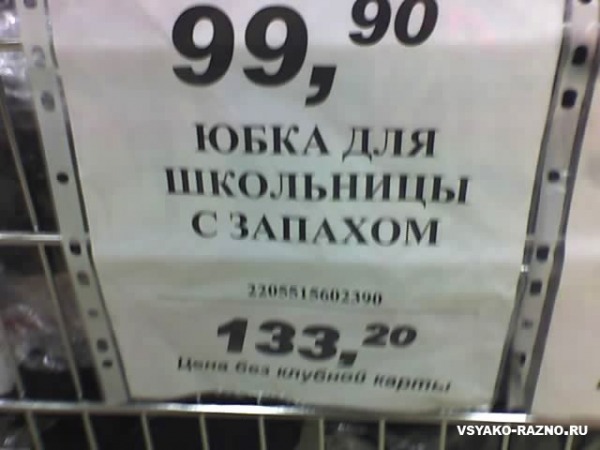 99,90
ЮБКА ДЛЯ
ШКОЛЬНИЦЫ
С ЗАПАХОМ
2205515602390
133,20
Цена без клубной карты
VSYAKO-RAZNO.RU